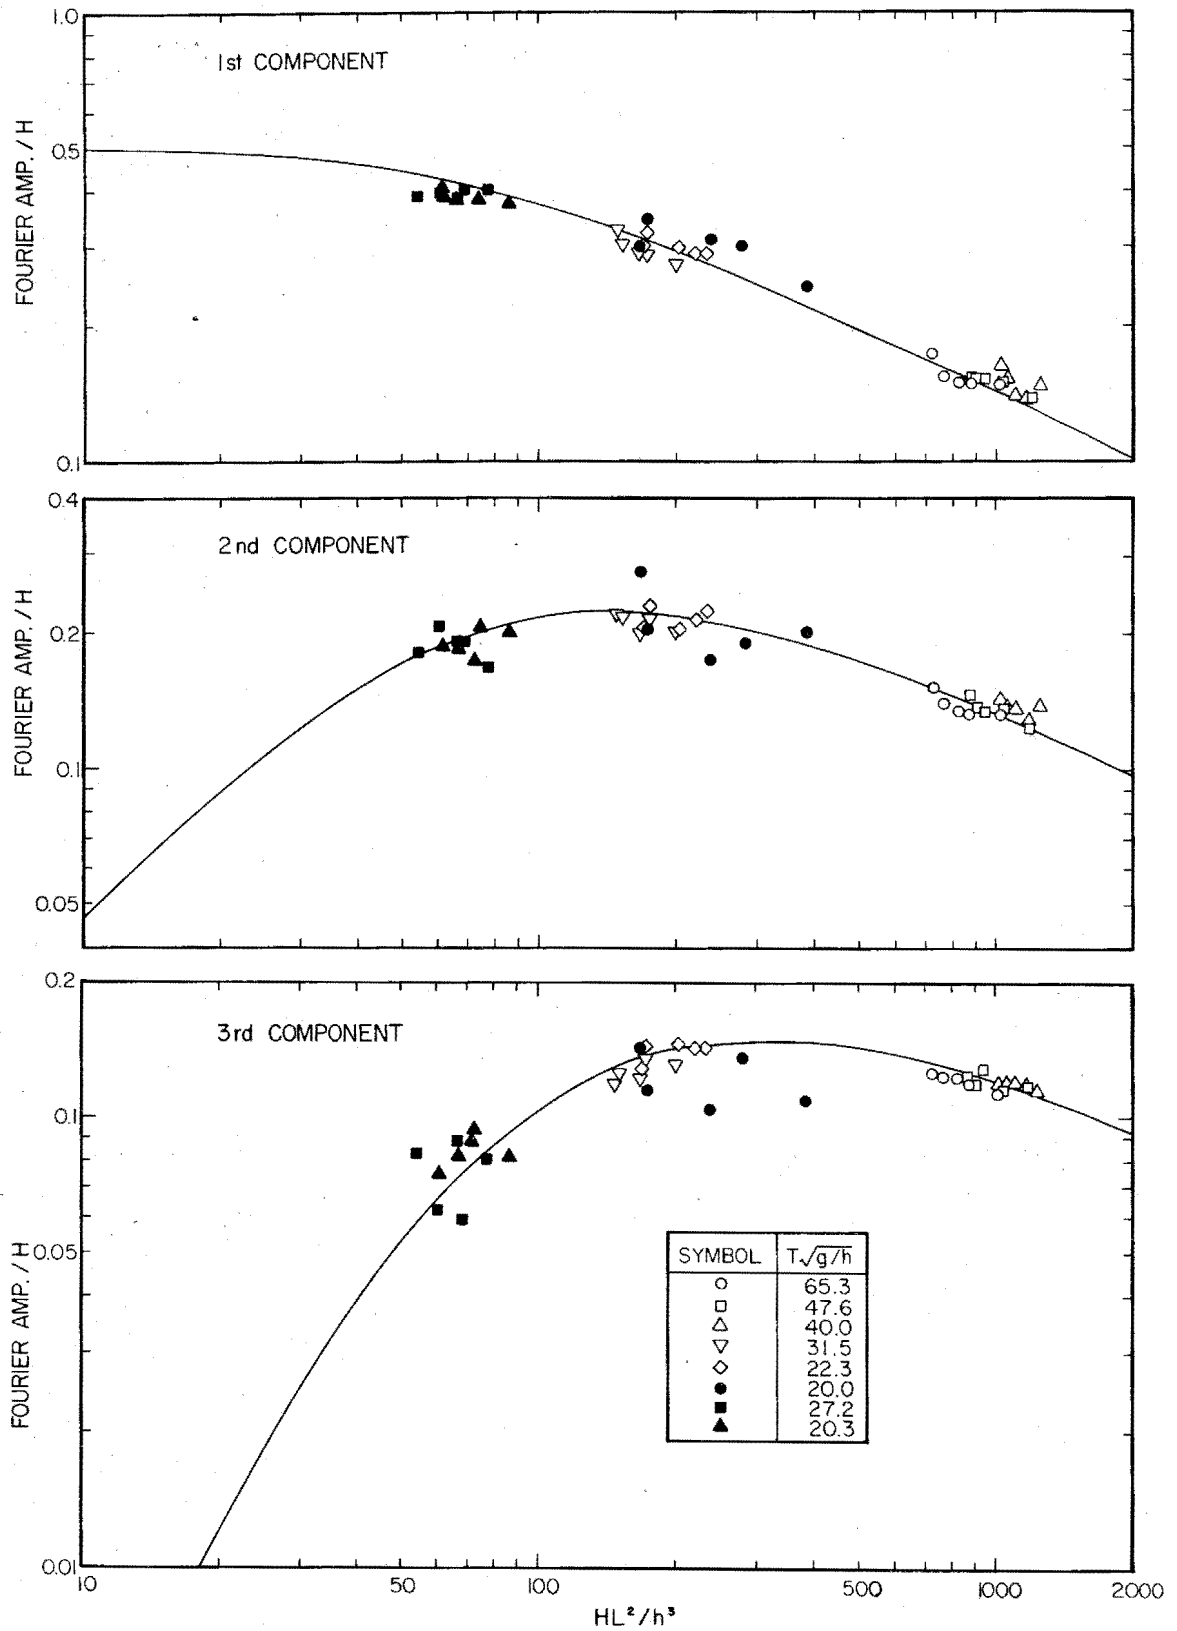 1.0
1st COMPONENT
0.5
FOURIER AMP. / H
0.1
0.4
2nd COMPONENT
0.2
FOURIER AMP. / H
0.1
0.05
0.2
3rd COMPONENT
0.1
0.05
FOURIER AMP. / H
0.01
SYMBOL T√g/h
65.3
47.6
40.0
31.5
22.3
20.0
27.2
20.3
10 50 100 500 1000 2000
HL²/h³